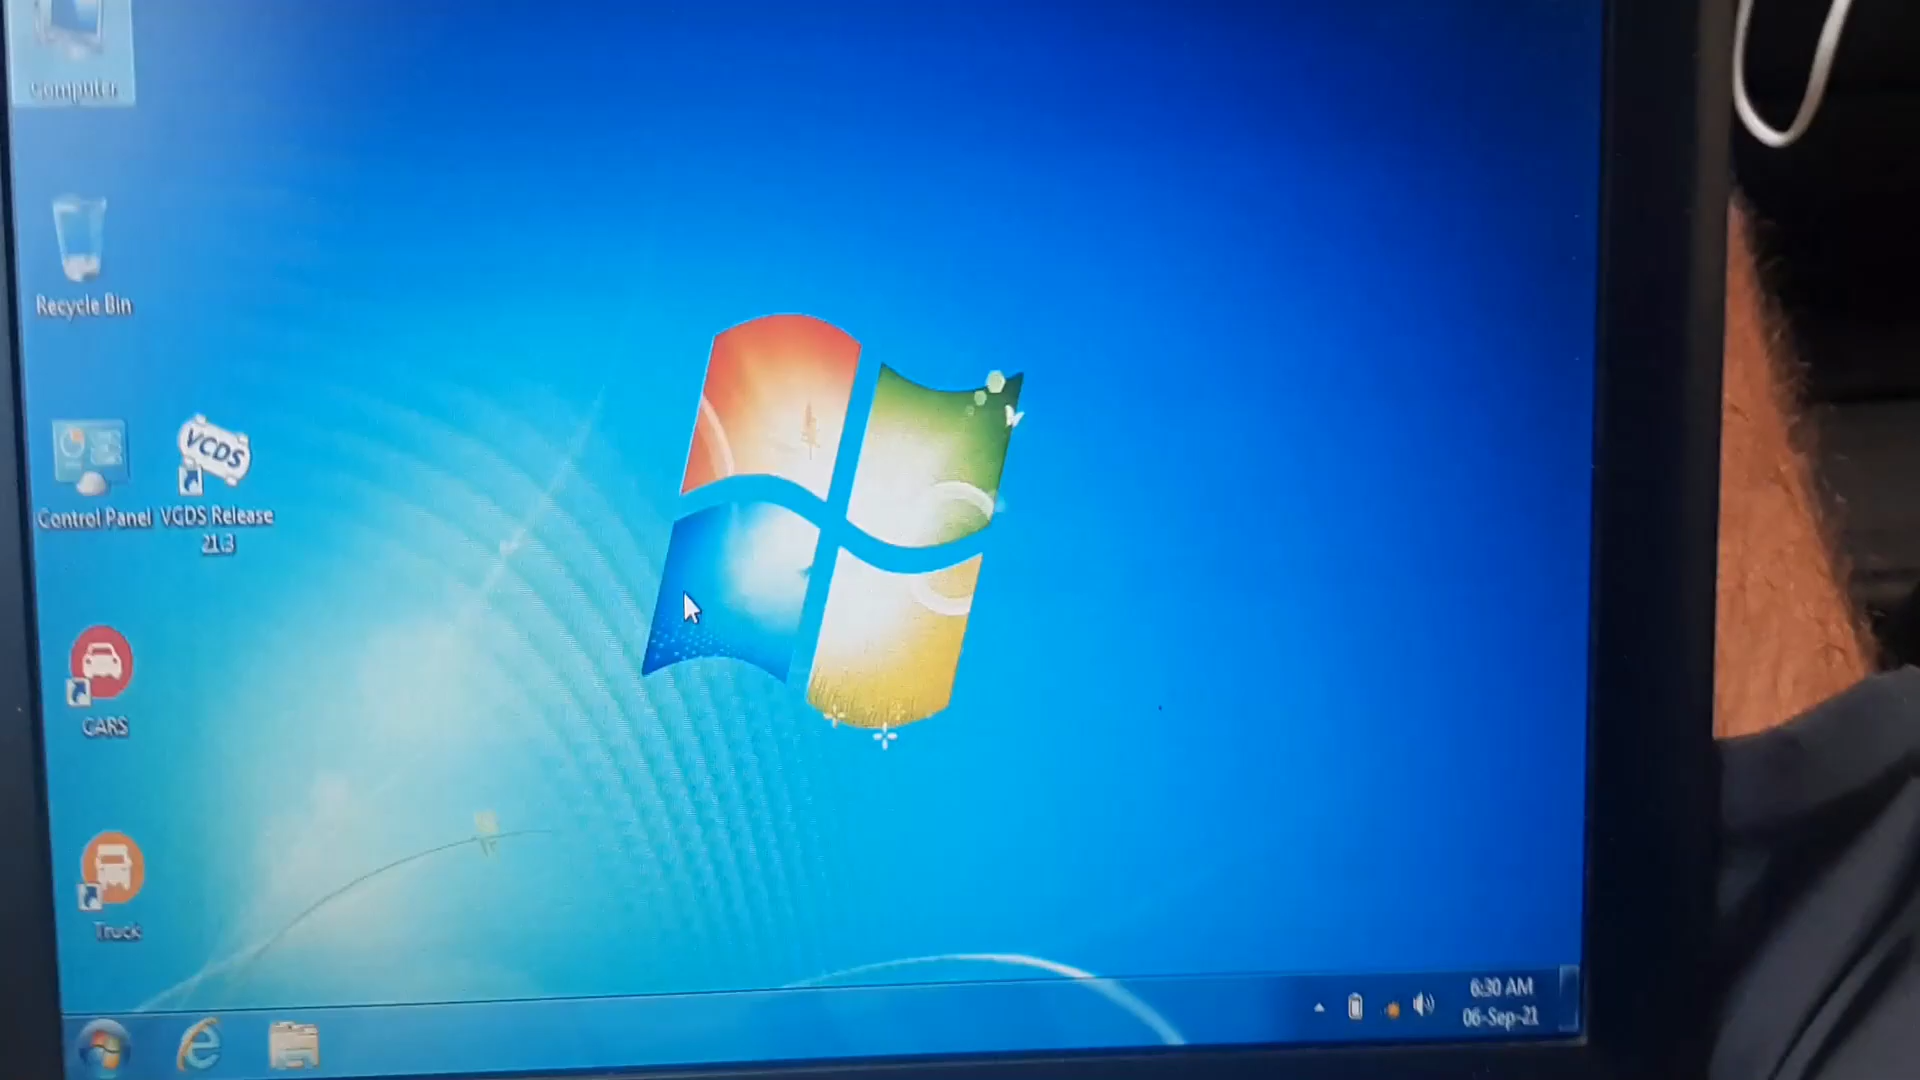 Computer
Recycle Bin
VCDS
Control Panel
VCDS Release
21.3
CARS
Truck
6:30 AM
06-Sep-21